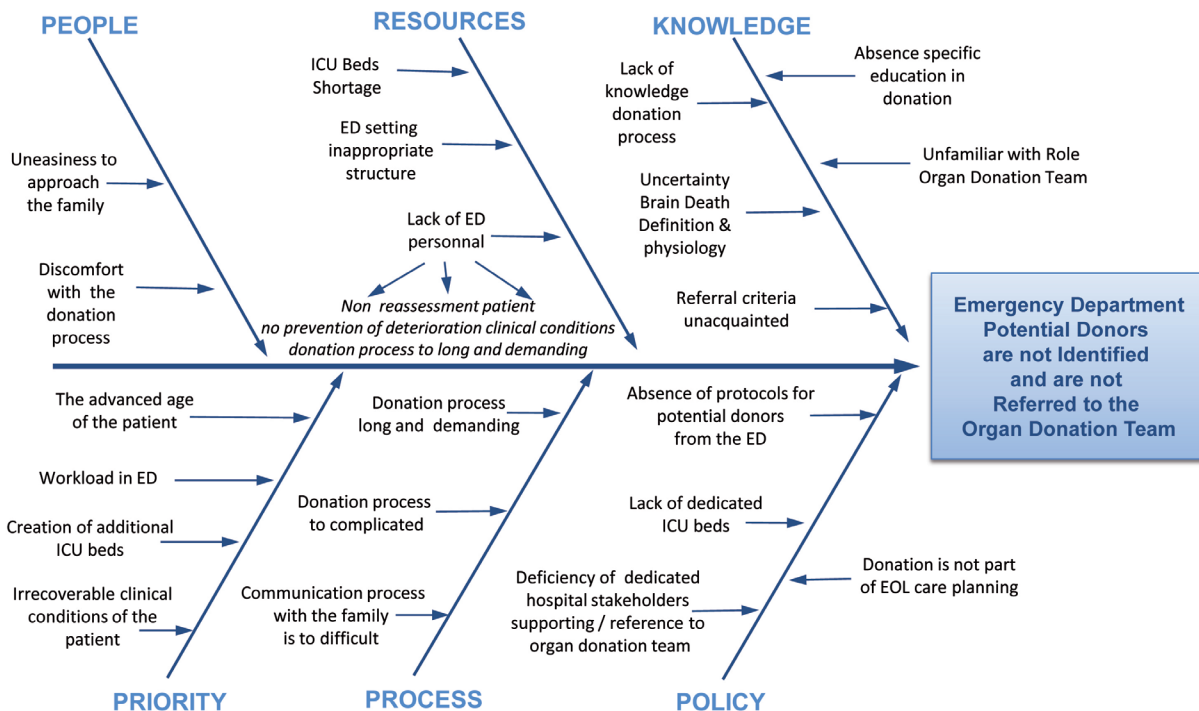 PEOPLE
RESOURCES
KNOWLEDGE
Uneasiness to
approach
the family
Discomfort
with the
donation
process
ICU Beds
Shortage
ED setting
inappropriate
structure
Lack of ED
personnal
Non reassessment patient
no prevention of deterioration clinical conditions
donation process to long and demanding
Lack of
knowledge
donation
process
Absence specific
education in
donation
Unfamiliar with Role
Organ Donation Team
Uncertainty
Brain Death
Definition &
physiology
Referral criteria
unacquainted
Emergency Department
Potential Donors
are not Identified
and are not
Referred to the
Organ Donation Team
The advanced age
of the patient
Workload in ED
Creation of additional
ICU beds
Irrecoverable clinical
conditions of the
patient
Donation process
long and demanding
Donation process
to complicated
Communication process
with the family
is to difficult
Absence of protocols for
potential donors
from the ED
Lack of dedicated
ICU beds
Donation is not part
of EOL care planning
Deficiency of dedicated
hospital stakeholders
supporting / reference to
organ donation team
PRIORITY
PROCESS
POLICY